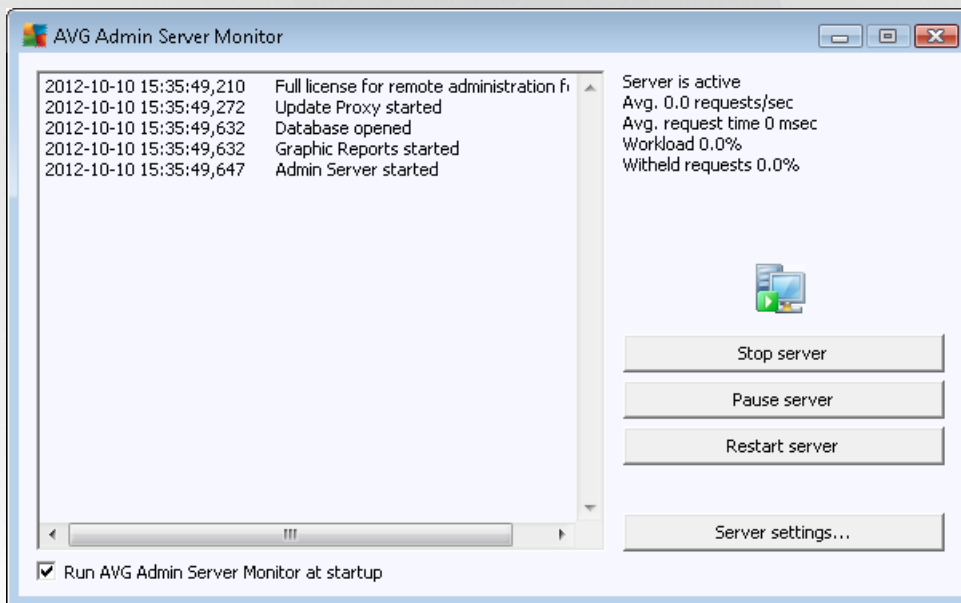 AVG Admin Server Monitor
2012-10-10 15:35:49,210 Full license for remote administration
2012-10-10 15:35:49,272 Update Proxy started
2012-10-10 15:35:49,632 Database opened
2012-10-10 15:35:49,632 Graphic Reports started
2012-10-10 15:35:49,647 Admin Server started
Server is active
Avg. 0.0 requests/sec
Avg. request time 0 msec
Workload 0.0%
Witheld requests 0.0%
Stop server
Pause server
Restart server
Server settings...
Run AVG Admin Server Monitor at startup